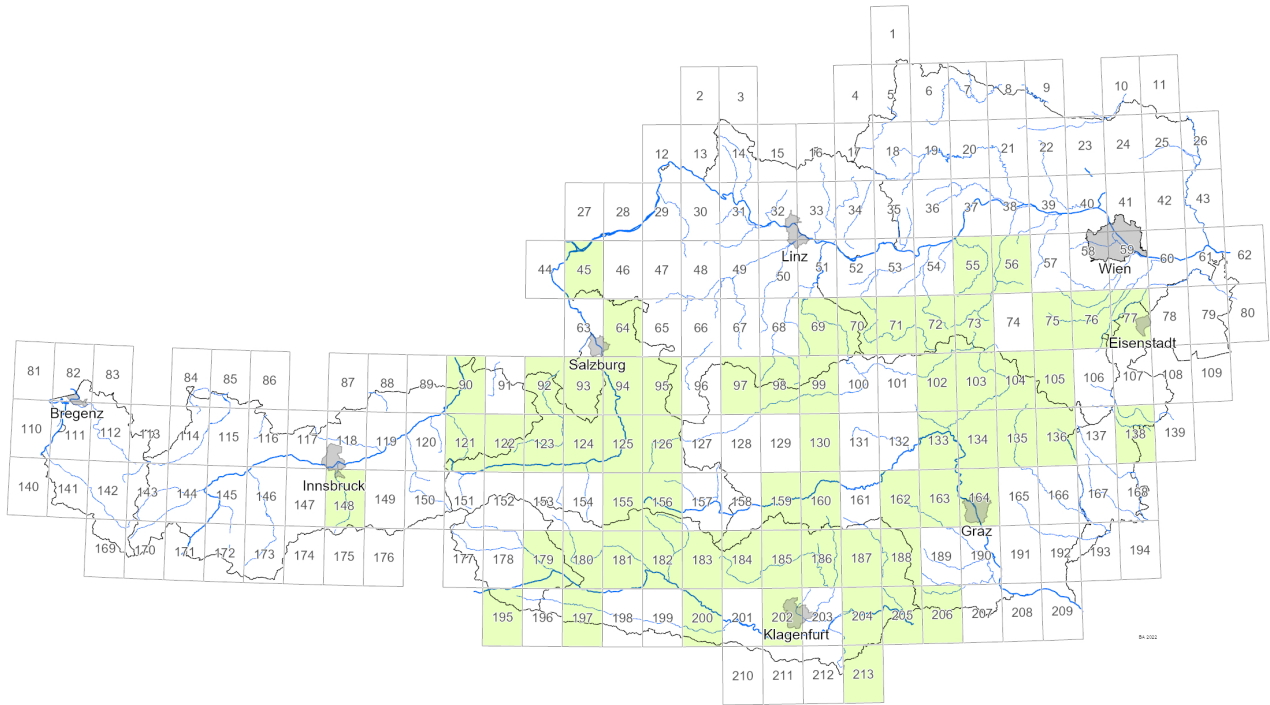 1
2 3 4 5 6 7 8 9 10 11
12 13 14 15 16 17 18 19 20 21 22 23 24 25 26
27 28 29 30 31 32 33 34 35 36 37 38 39 40 41 42 43
Linz
44 45 46 47 48 49 50 51 52 53 54 55 56 57 58 59 60 61 62
Wien
63 64 65 66 67 68 69 70 71 72 73 74 75 76 77 78 79 80
Eisenstadt
Salzburg
81 82 83 84 85 86 87 88 89 90 91 92 93 94 95 96 97 98 99 100 101 102 103 104 105 106 107 108 109
Bregenz
110 111 112 113 114 115 116 117 118 119 120 121 122 123 124 125 126 127 128 129 130 131 132 133 134 135 136 137 138 139
Innsbruck
140 141 142 143 144 145 146 147 148 149 150 151 152 153 154 155 156 157 158 159 160 161 162 163 164 165 166 167 168
Graz
169 170 171 172 173 174 175 176 177 178 179 180 181 182 183 184 185 186 187 188 189 190 191 192 193 194
195 196 197 198 199 200 201 202 203 204 205 206 207 208 209
Klagenfurt
BA 2022
210 211 212 213